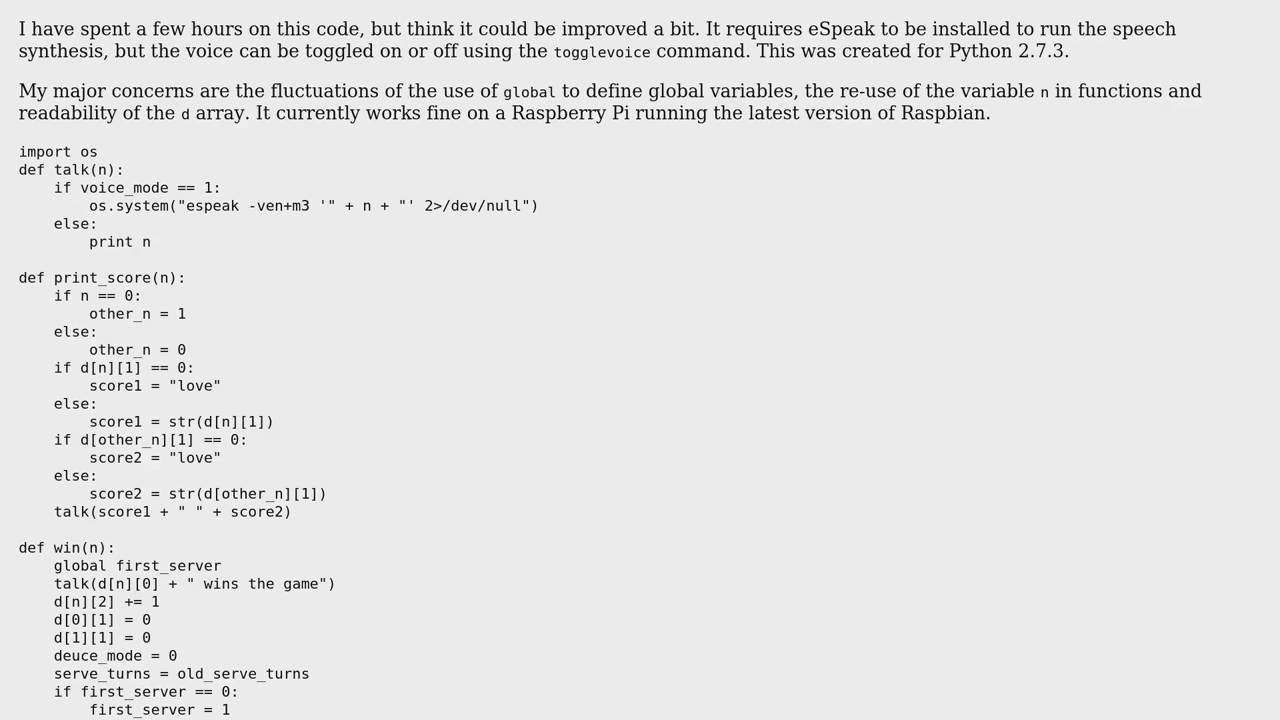 I have spent a few hours on this code, but think it could be improved a bit. It requires eSpeak to be installed to run the speech
synthesis, but the voice can be toggled on or off using the togglevoice command. This was created for Python 2.7.3.
My major concerns are the fluctuations of the use of global to define global variables, the re-use of the variable n in functions and
readability of the d array. It currently works fine on a Raspberry Pi running the latest version of Raspbian.
import os
def talk(n):
    if voice_mode == 1:
        os.system("espeak -ven+m3 '" + n + "' 2>/dev/null")
    else:
        print n
def print_score(n):
    if n == 0:
        other_n = 1
    else:
        other_n = 0
    if d[n][1] == 0:
        score1 = "love"
    else:
        score1 = str(d[n][1])
    if d[other_n][1] == 0:
        score2 = "love"
    else:
        score2 = str(d[other_n][1])
    talk(score1 + " " + score2)
def win(n):
    global first_server
    talk(d[n][0] + " wins the game")
    d[n][2] += 1
    d[0][1] = 0
    d[1][1] = 0
    deuce_mode = 0
    serve_turns = old_serve_turns
    if first_server == 0:
        first_server = 1